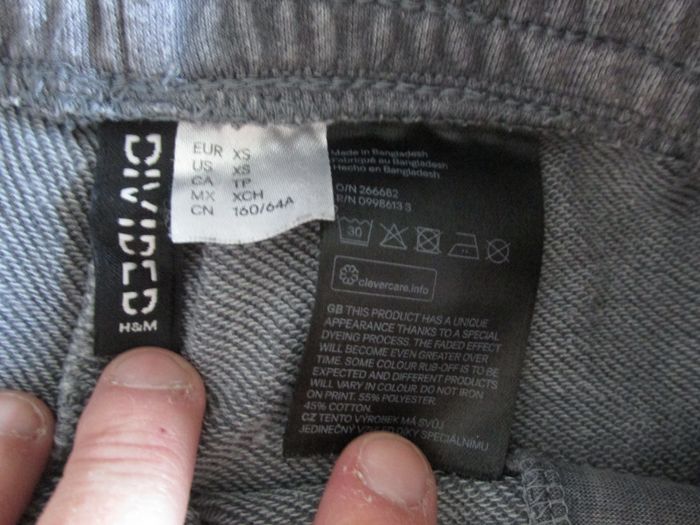 DIVIDED
H&M
EUR XS
US XS
CA TP
MX XCH
CN 160/64A
Made in Bangladesh
Fabriqué au Bangladesh
Hecho en Bangladesh
O/N 266682
P/N 0998613 3
30
clevercare.info
GB THIS PRODUCT HAS A UNIQUE
APPEARANCE THANKS TO A SPECIAL
DYEING PROCESS. THE FADED EFFECT
WILL BECOME EVEN GREATER OVER
TIME. SOME COLOUR RUB-OFF IS TO BE
EXPECTED AND DIFFERENT PRODUCTS
WILL VARY IN COLOUR. DO NOT IRON
ON PRINT. 55% POLYESTER
45% COTTON.
CZ TENTO VÝROBEK MÁ SVŮJ
JEDINEČNÝ VZHLED DÍKY SPECIÁLNÍMU